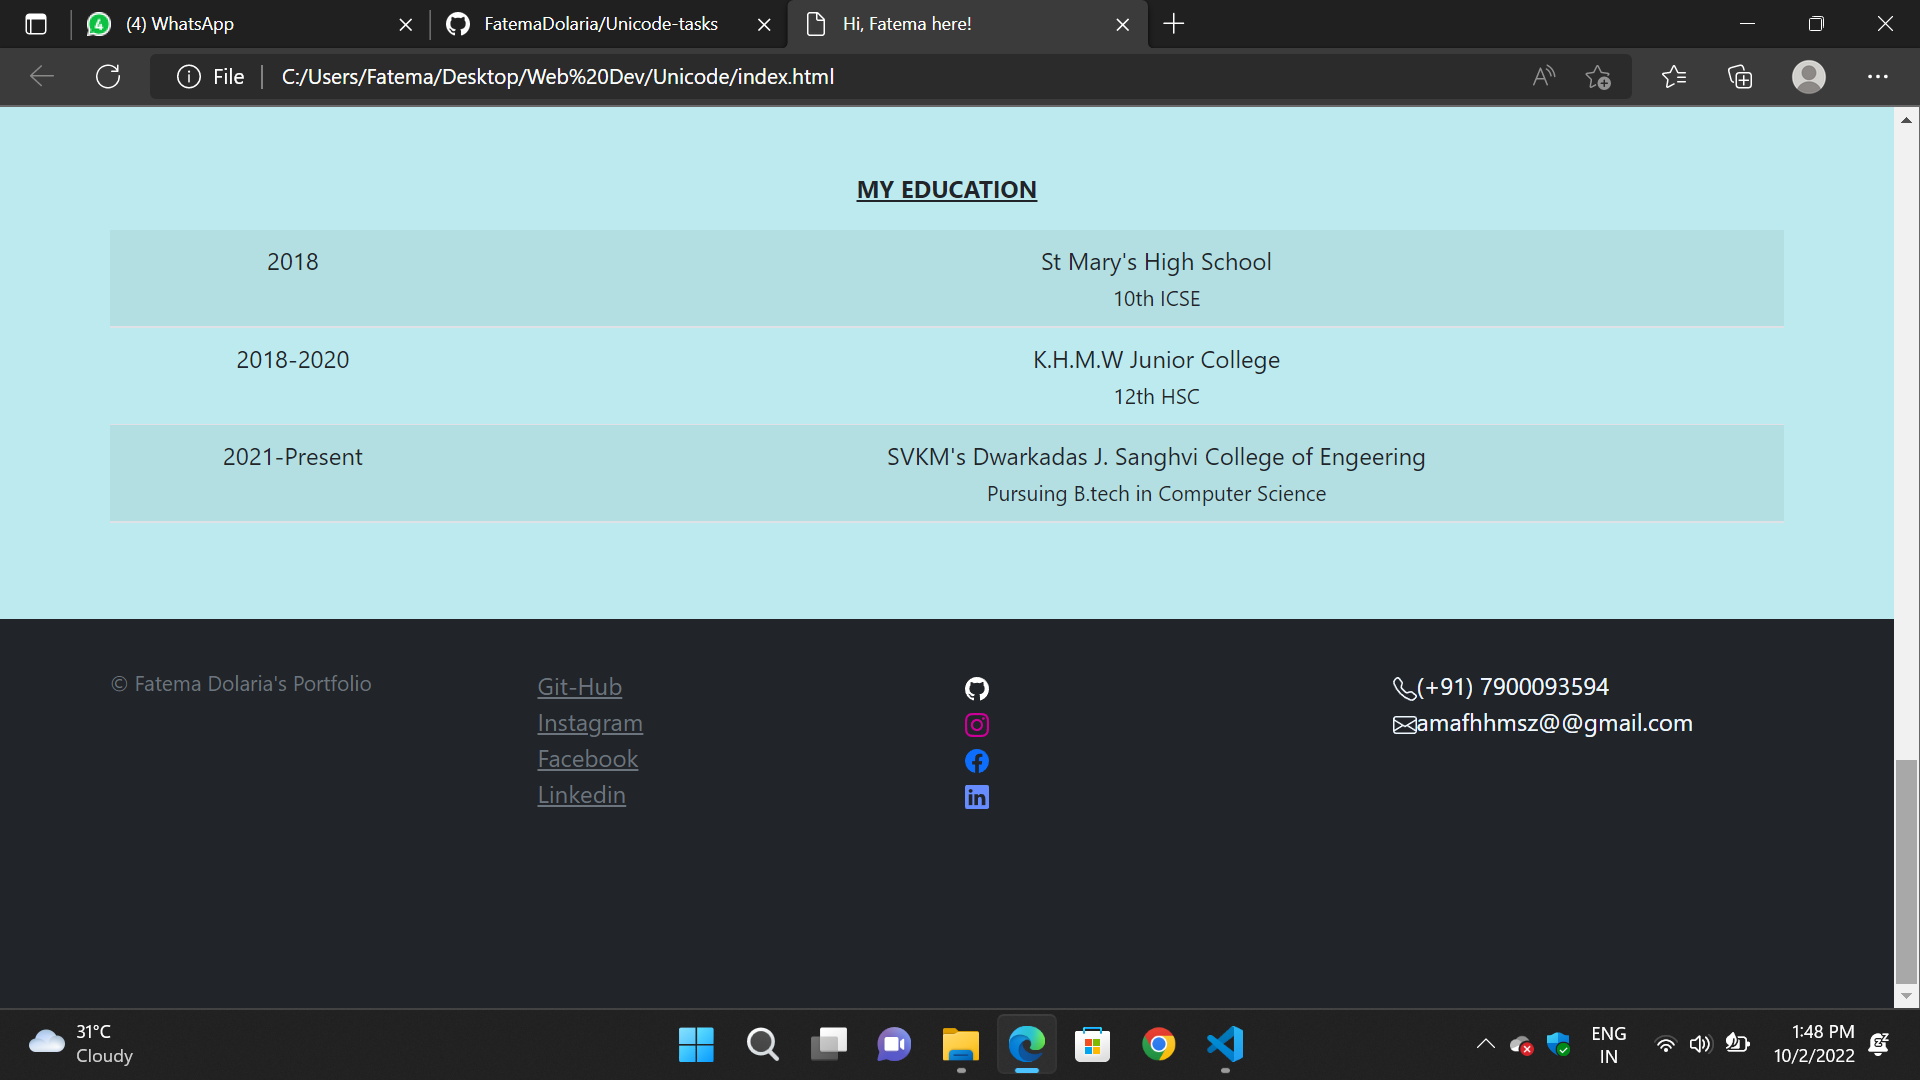 (4) WhatsApp
FatemaDolaria/Unicode-tasks
Hi, Fatema here!
File
C:/Users/Fatema/Desktop/Web%20Dev/Unicode/index.html
MY EDUCATION
2018
St Mary's High School
10th ICSE
2018-2020
K.H.M.W Junior College
12th HSC
2021-Present
SVKM's Dwarkadas J. Sanghvi College of Engeering
Pursuing B.tech in Computer Science
© Fatema Dolaria's Portfolio
Git-Hub
Instagram
Facebook
Linkedin
(+91) 7900093594
amafhhmsz@@gmail.com
31°C
Cloudy
ENG
IN
1:48 PM
10/2/2022